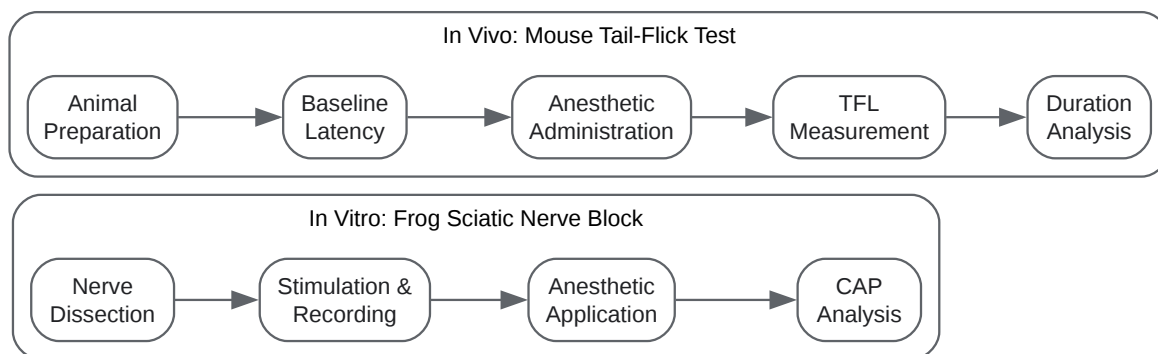 In Vivo: Mouse Tail-Flick Test
Animal
Preparation
Baseline
Latency
Anesthetic
Administration
TFL
Measurement
Duration
Analysis
In Vitro: Frog Sciatic Nerve Block
Nerve
Dissection
Stimulation &
Recording
Anesthetic
Application
CAP
Analysis